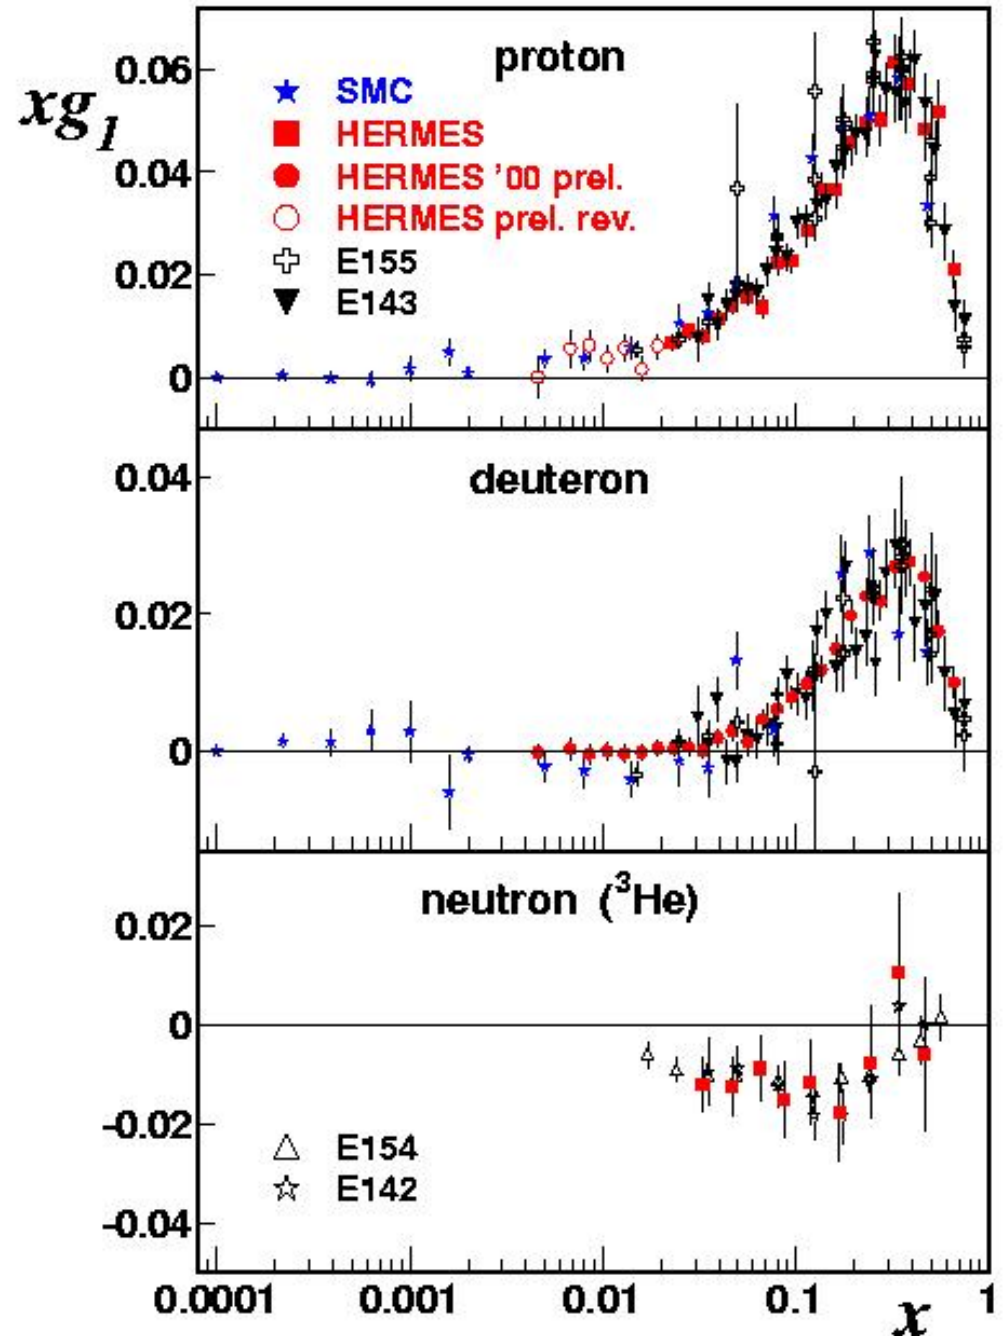 proton
xg1
0.06
0.04
0.02
0
SMC
HERMES
HERMES '00 prel.
HERMES prel. rev.
E155
E143
deuteron
0.04
0.02
0
neutron (3He)
0.02
0
-0.02
-0.04
E154
E142
0.0001 0.001 0.01 0.1 1
x